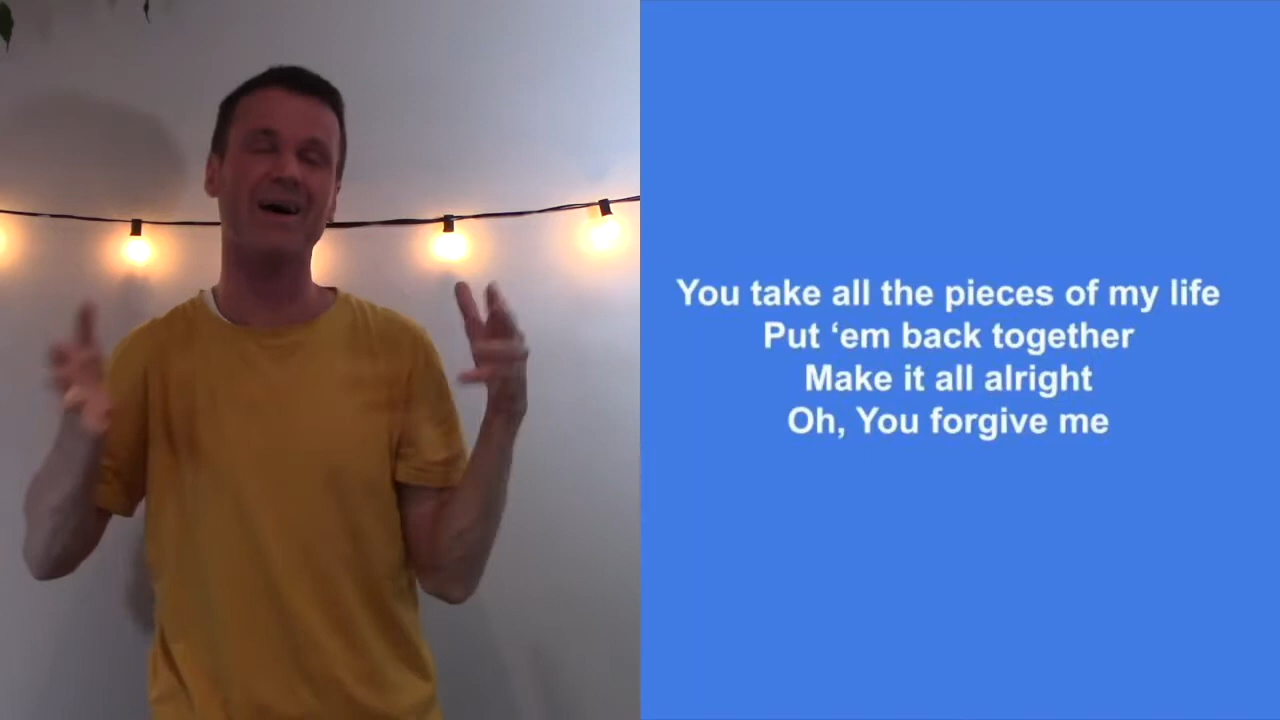 You take all the pieces of my life
Put ‘em back together
Make it all alright
Oh, You forgive me